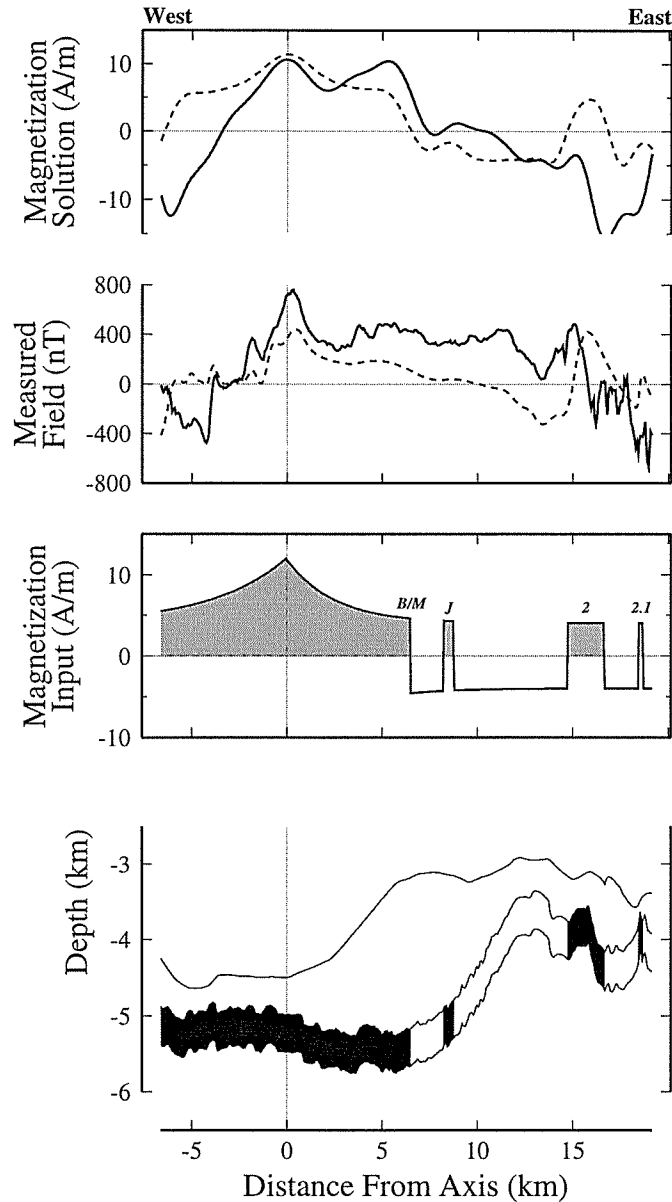 West East
Magnetization
Solution (A/m)
10
0
-10
Measured
Field (nT)
800
400
0
-400
-800
Magnetization
Input (A/m)
10
0
-10
B/M J 2 2.1
Depth (km)
-3
-4
-5
-6
-5 0 5 10 15
Distance From Axis (km)